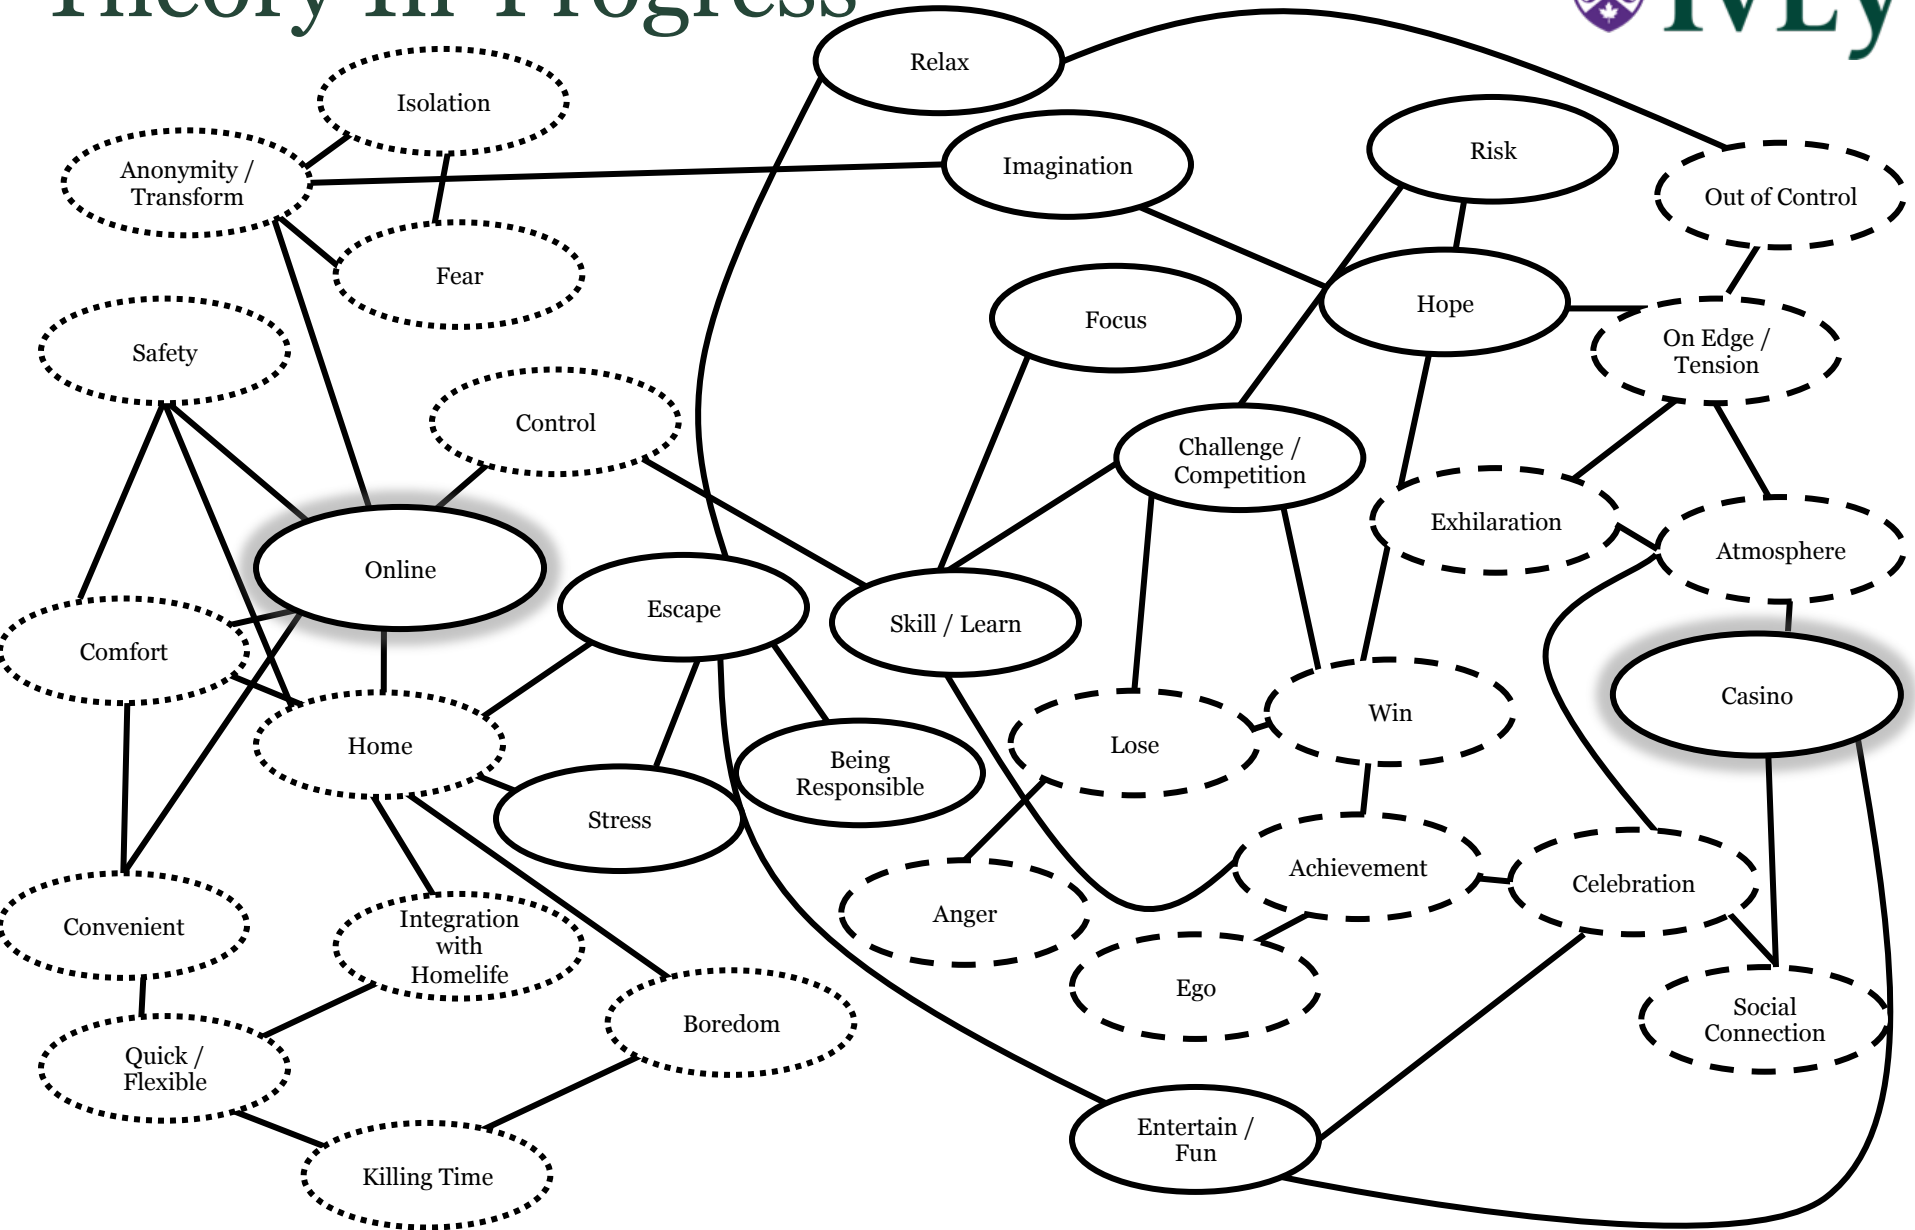 Theory In-Progress
Ivey
Relax
Isolation
Risk
Imagination
Anonymity /
Transform
Out of Control
Fear
Hope
Focus
On Edge /
Tension
Safety
Control
Challenge /
Competition
Exhilaration
Atmosphere
Online
Escape
Skill / Learn
Comfort
Casino
Win
Lose
Home
Being
Responsible
Stress
Achievement
Celebration
Anger
Convenient
Integration
with
Homelife
Ego
Social
Connection
Boredom
Quick /
Flexible
Entertain /
Fun
Killing Time